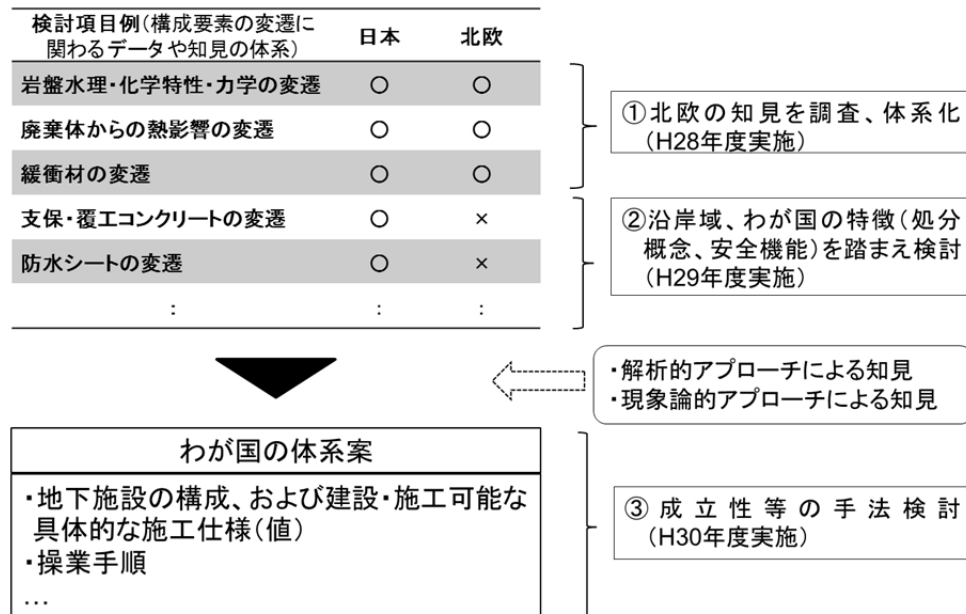 検討項目例(構成要素の変遷に
関わるデータや知見の体系)
日本
北欧
岩盤水理・化学特性・力学の変遷 〇 〇
廃棄体からの熱影響の変遷 〇 〇
緩衝材の変遷 〇 〇
支保・覆工コンクリートの変遷 〇 ×
防水シートの変遷 〇 ×
: : :
①北欧の知見を調査、体系化
(H28年度実施)
②沿岸域、わが国の特徴(処分
概念、安全機能)を踏まえ検討
(H29年度実施)
・解析的アプローチによる知見
・現象論的アプローチによる知見
わが国の体系案
・地下施設の構成、および建設・施工可能な
具体的な施工仕様(値)
・操業手順
…
③成立性等の手法検討
(H30年度実施)